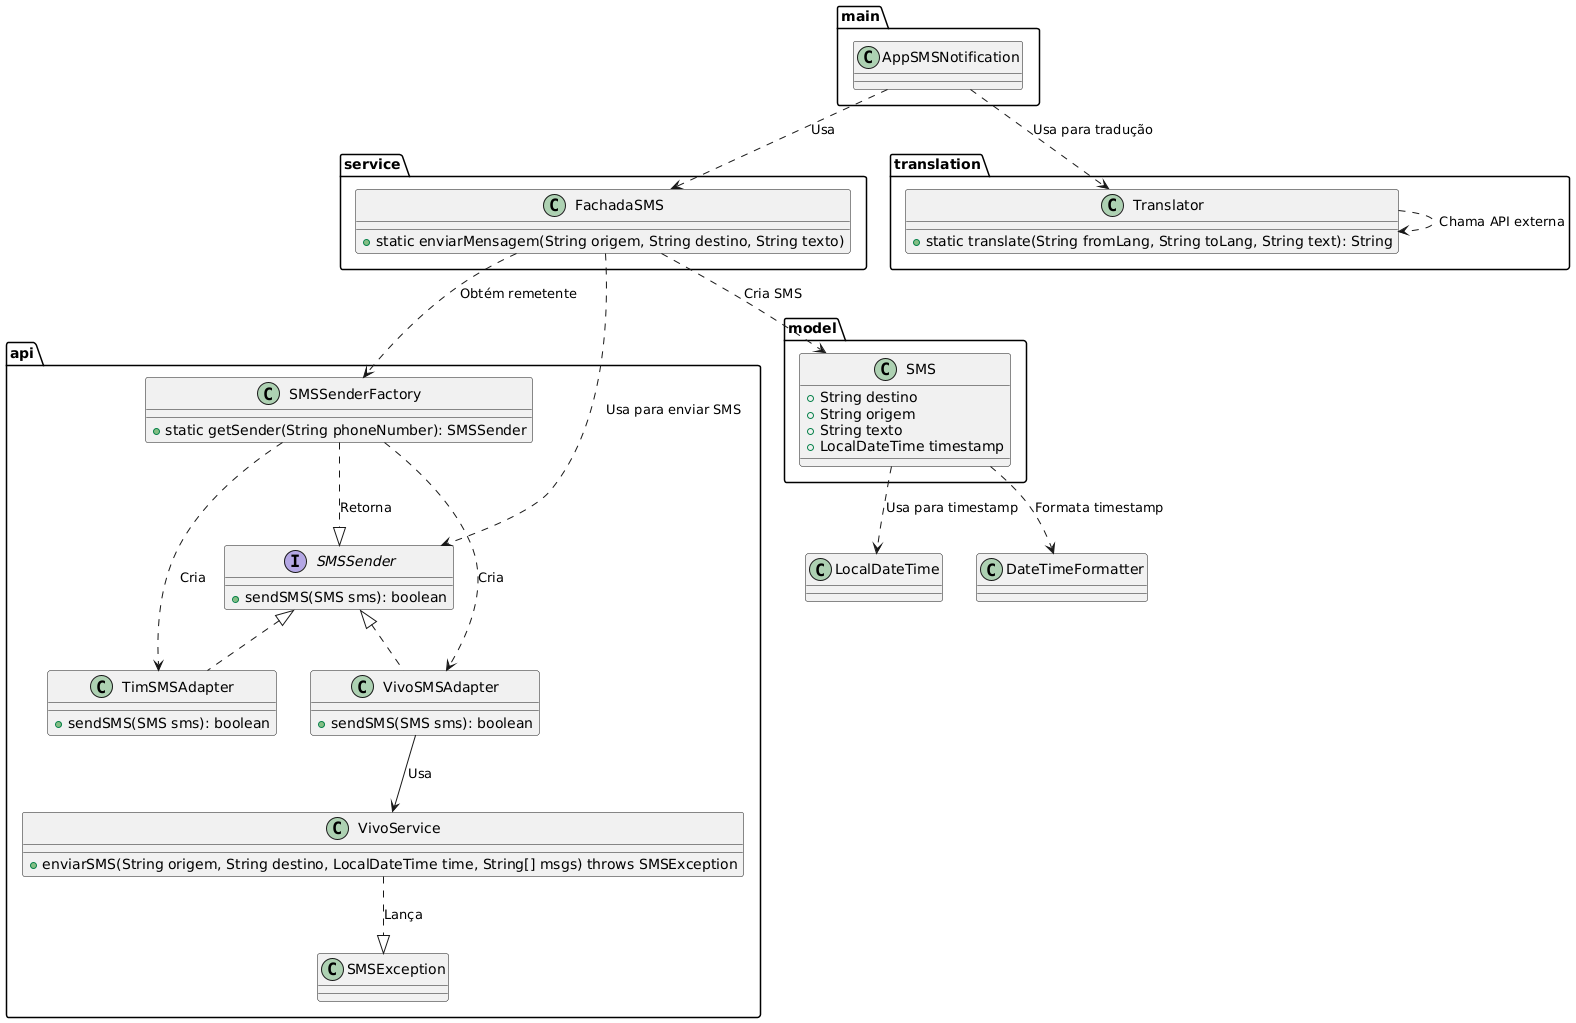 main
C AppSMSNotification
Usa
Usa para tradução
service
C FachadaSMS
static enviarMensagem(String origem, String destino, String texto)
translation
C Translator
static translate(String fromLang, String toLang, String text): String
Chama API externa
Obtém remetente
Usa para enviar SMS
Cria SMS
api
C SMSSenderFactory
static getSender(String phoneNumber): SMSSender
model
C SMS
String destino
String origem
String texto
LocalDateTime timestamp
Cria
Retorna
Cria
Usa para timestamp
Formata timestamp
I SMSSender
sendSMS(SMS sms): boolean
C LocalDateTime
C DateTimeFormatter
C TimSMSAdapter
sendSMS(SMS sms): boolean
C VivoSMSAdapter
sendSMS(SMS sms): boolean
Usa
C VivoService
enviarSMS(String origem, String destino, LocalDateTime time, String[] msgs) throws SMSException
Lança
C SMSException